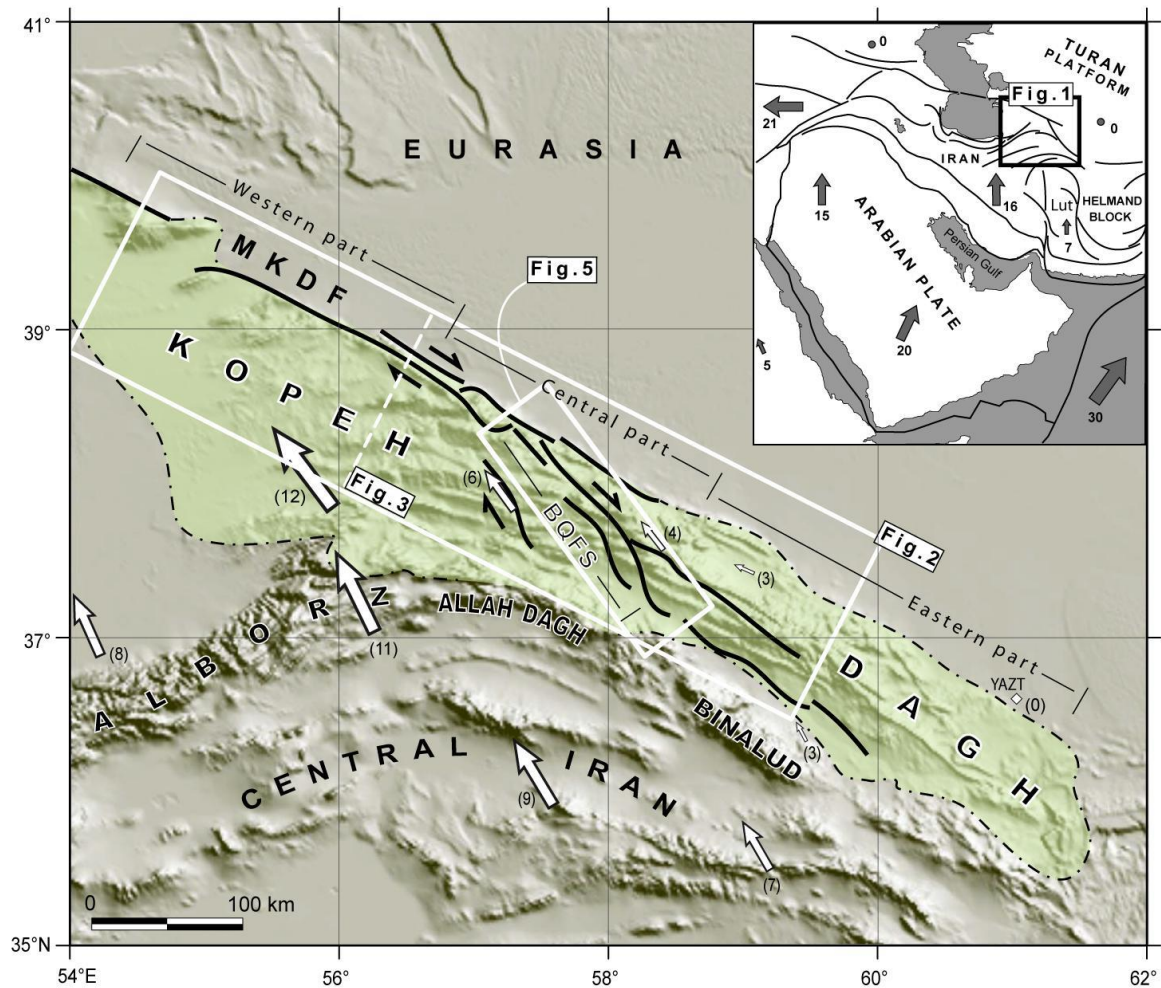 41°
39°
37°
35°N
54°E
56°
58°
60°
62°
EURASIA
Western part
MKDF
Fig.5
Central part
KOPEH
(12)
Fig.3
(6)
BQFS
(4)
(3)
Fig.2
Eastern part
DAGH
YAZT
(0)
ALBORZ
(8)
(11)
ALLAH DAGH
BINALUD
(3)
CENTRAL IRAN
(9)
(7)
0 100 km
0
TURAN
PLATFORM
Fig.1
0
21
IRAN
15
16
Lut
7
HELMAND
BLOCK
ARABIAN PLATE
Persian Gulf
20
5
30